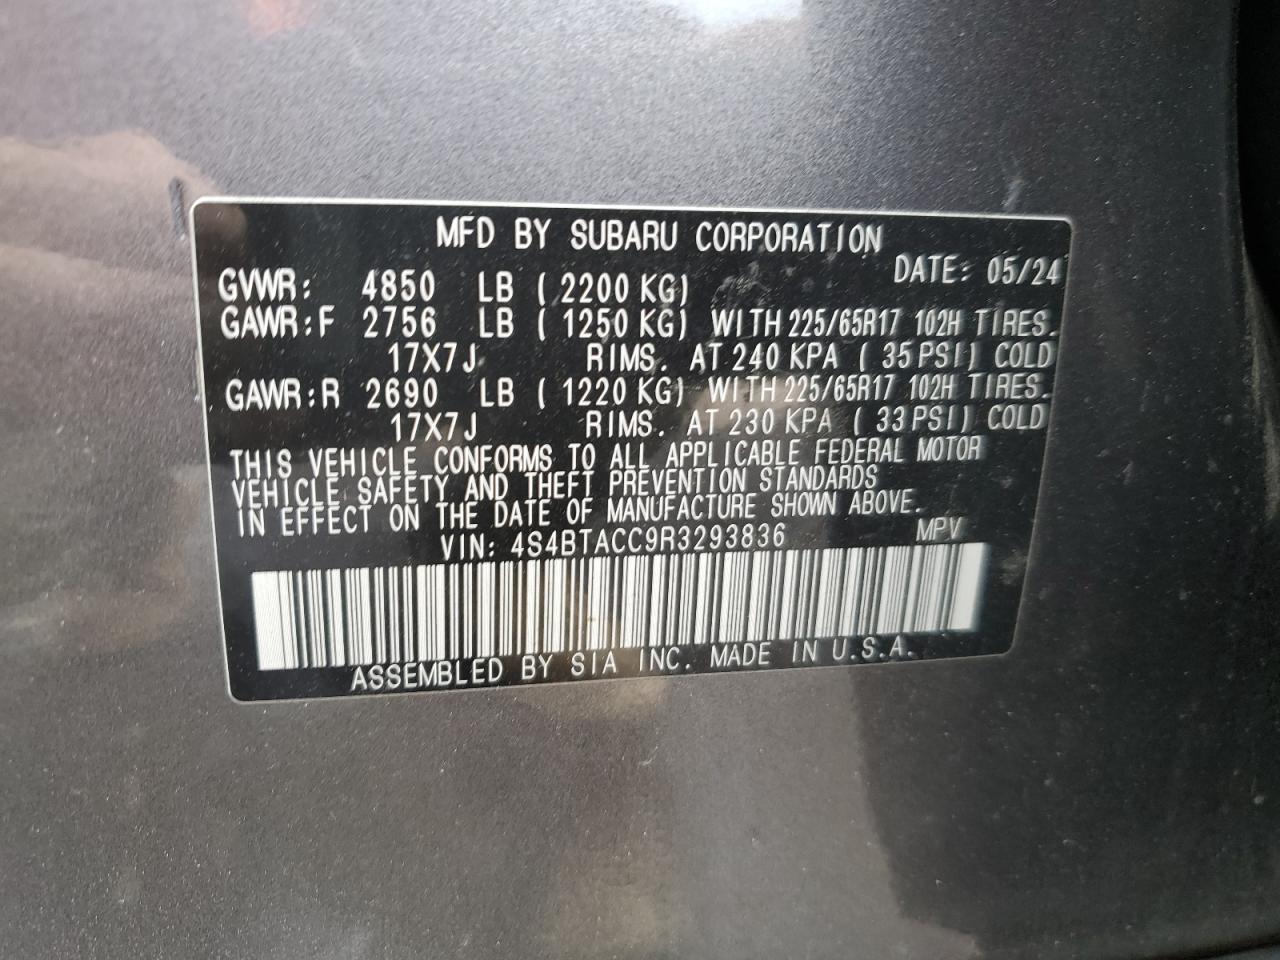 MFD BY SUBARU CORPORATION
DATE: 05/24
GVWR: 4850 LB ( 2200 KG)
GAWR:F 2756 LB ( 1250 KG) WITH 225/65R17 102H TIRES.
17X7J RIMS. AT 240 KPA ( 35 PSI) COLD
GAWR:R 2690 LB ( 1220 KG) WITH 225/65R17 102H TIRES.
17X7J RIMS. AT 230 KPA ( 33 PSI) COLD
THIS VEHICLE CONFORMS TO ALL APPLICABLE FEDERAL MOTOR
VEHICLE SAFETY AND THEFT PREVENTION STANDARDS
IN EFFECT ON THE DATE OF MANUFACTURE SHOWN ABOVE.
VIN: 4S4BTACC9R3293836 MPV
ASSEMBLED BY SIA INC. MADE IN U.S.A.